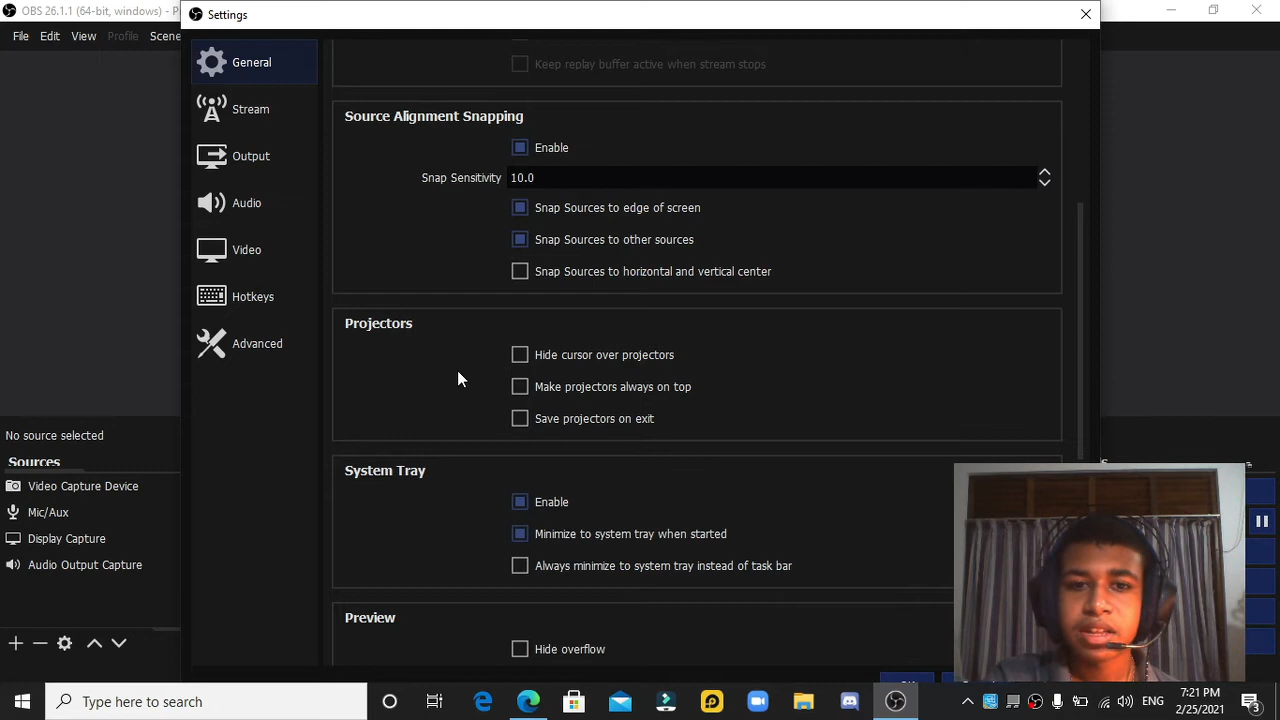 OBS 26.1.1 (64-bit, windows) - P
Settings
File Edit View Profile Scene
General
Stream
Output
Audio
Video
Hotkeys
Advanced
Keep replay buffer active when stream stops
Source Alignment Snapping
Enable
Snap Sensitivity 10.0
Snap Sources to edge of screen
Snap Sources to other sources
Snap Sources to horizontal and vertical center
Projectors
Hide cursor over projectors
Make projectors always on top
Save projectors on exit
System Tray
Enable
Minimize to system tray when started
Always minimize to system tray instead of task bar
Preview
Hide overflow
No source selected
Sources
Video Capture Device
Mic/Aux
Display Capture
Audio Output Capture
Type here to search
ENG
7:21 PM
2/25/2021
3